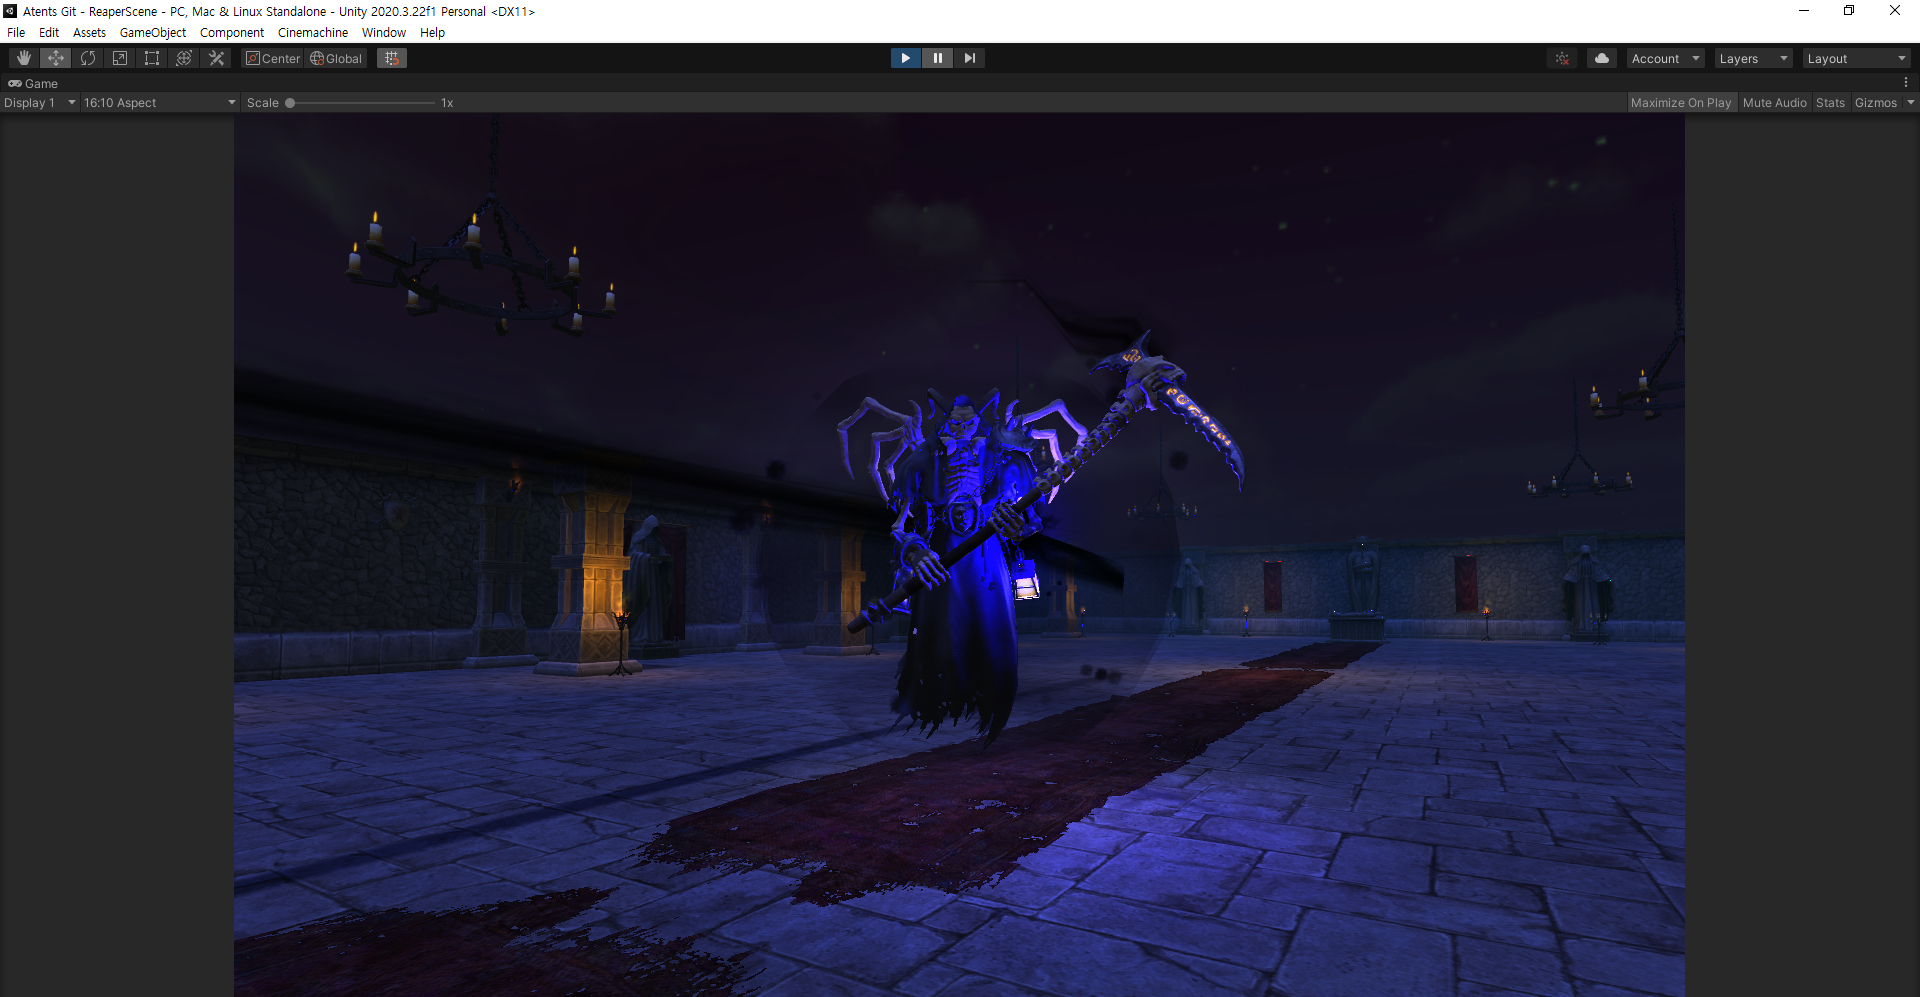 Atents Git - ReaperScene - PC, Mac & Linux Standalone - Unity 2020.3.22f1 Personal <DX11>
File Edit Assets GameObject Component Cinemachine Window Help
Center Global Account Layers Layout
Game
Display 1 16:10 Aspect Scale 1x Maximize On Play Mute Audio Stats Gizmos